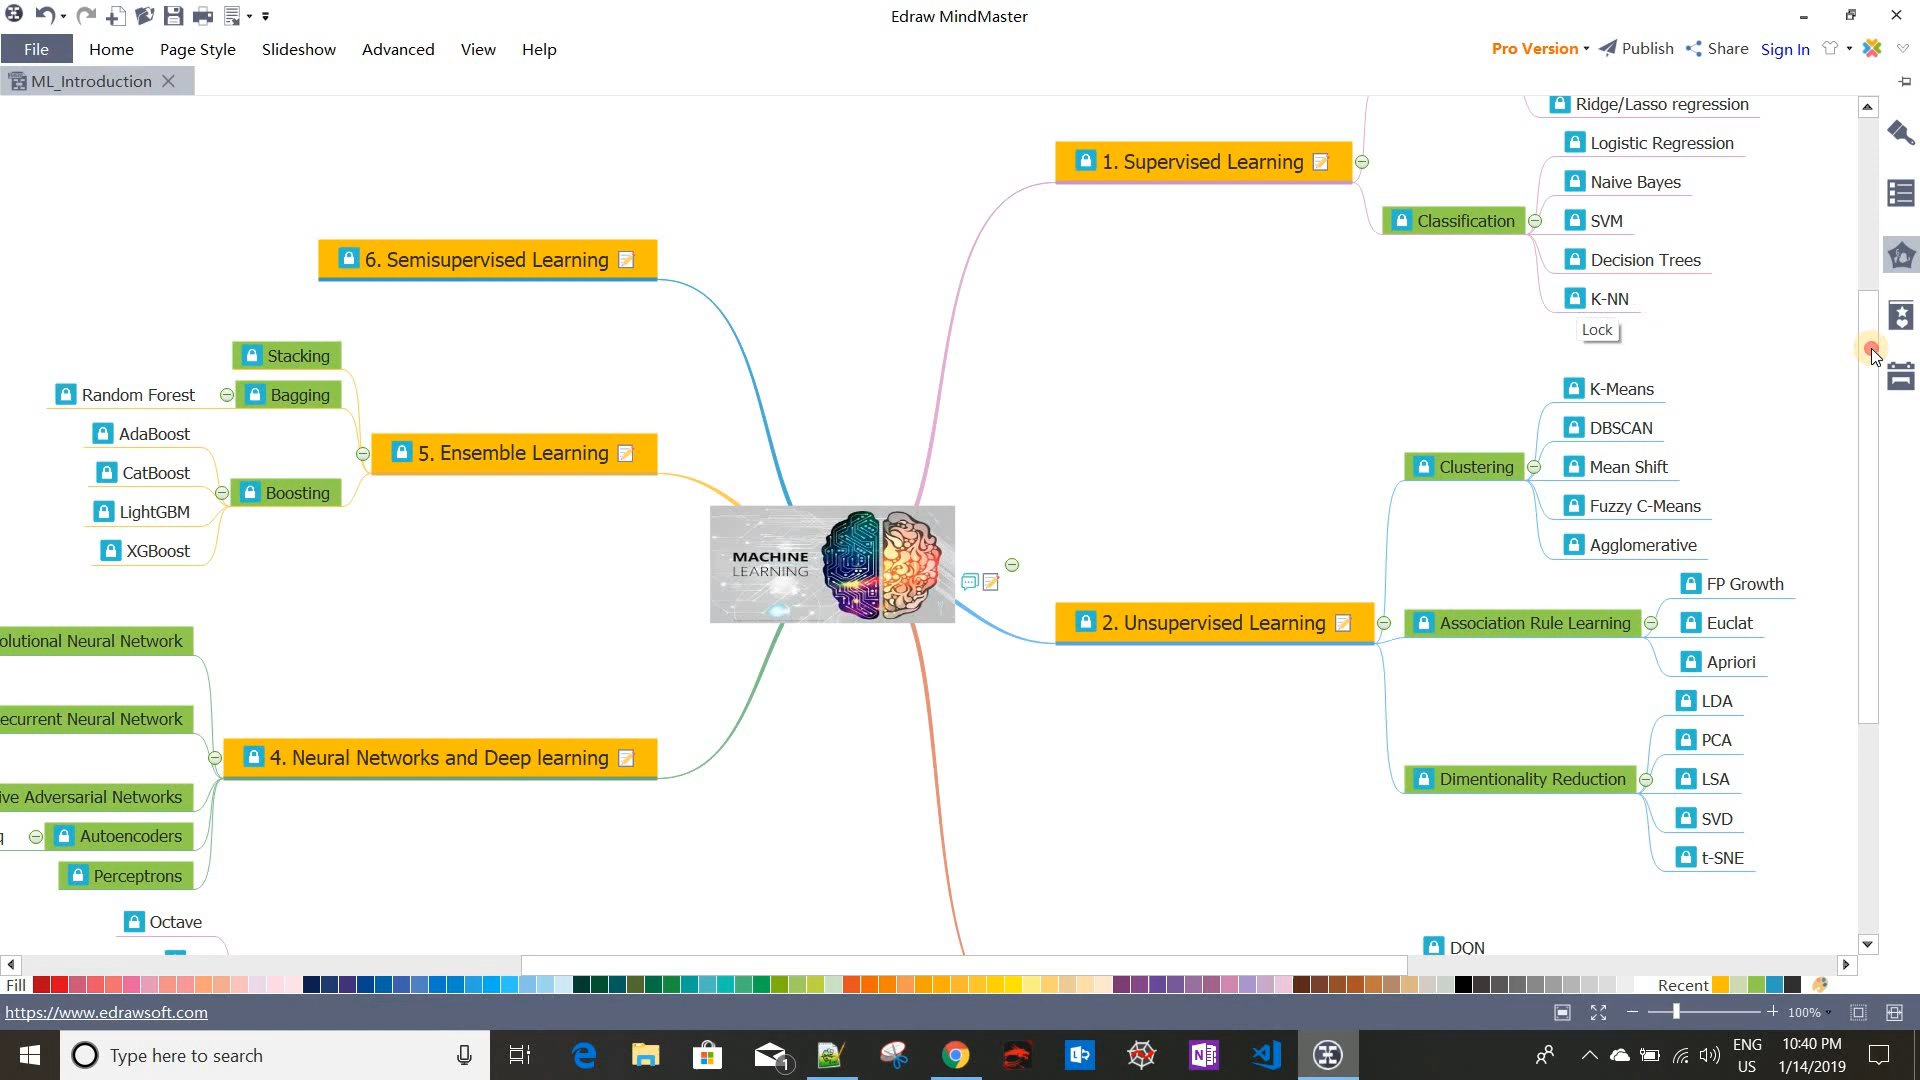 Edraw MindMaster
File Home Page Style Slideshow Advanced View Help
Pro Version Publish Share Sign In
ML_Introduction
Ridge/Lasso regression
Logistic Regression
1. Supervised Learning
Naive Bayes
Classification
SVM
Decision Trees
K-NN
Lock
6. Semisupervised Learning
Stacking
Random Forest
Bagging
AdaBoost
5. Ensemble Learning
CatBoost
Boosting
LightGBM
XGBoost
K-Means
DBSCAN
Clustering
Mean Shift
Fuzzy C-Means
Agglomerative
MACHINE
LEARNING
FP Growth
2. Unsupervised Learning
Association Rule Learning
Euclat
Apriori
LDA
PCA
Dimentionality Reduction
LSA
SVD
t-SNE
olutional Neural Network
ecurrent Neural Network
4. Neural Networks and Deep learning
ive Adversarial Networks
q
Autoencoders
Perceptrons
Octave
DQN
Fill
Recent
https://www.edrawsoft.com
100%
Type here to search
1
ENG
US
10:40 PM
1/14/2019